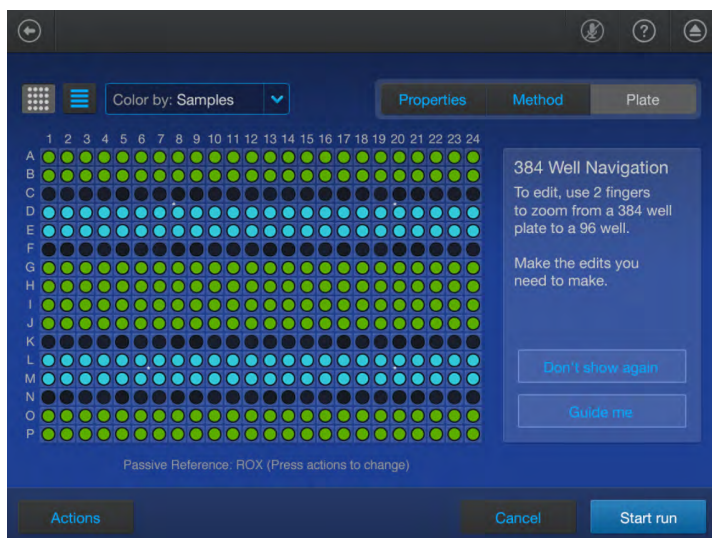 ?
Color by: Samples
Properties Method Plate
1 2 3 4 5 6 7 8 9 10 11 12 13 14 15 16 17 18 19 20 21 22 23 24
A
B
C
D
E
F
G
H
I
J
K
L
M
N
O
P
384 Well Navigation
To edit, use 2 fingers
to zoom from a 384 well
plate to a 96 well.
Make the edits you
need to make.
Don't show again
Guide me
Passive Reference: ROX (Press actions to change)
Actions Cancel Start run